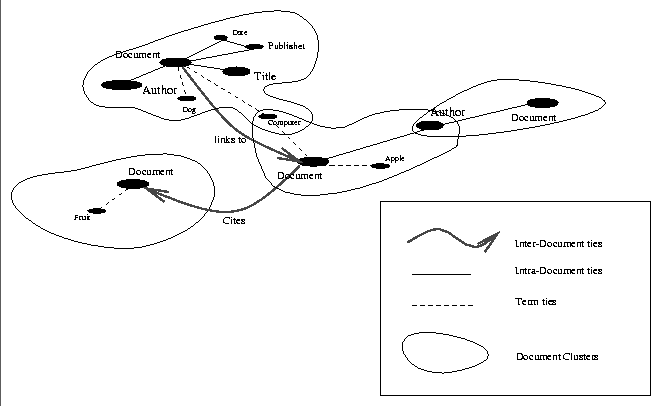 Date
Document
Publisher
Title
Author
Dog
Computer
Author
Document
links to
Apple
Document
Document
Fruit
Cites
Inter-Document ties
Intra-Document ties
Term ties
Document Clusters